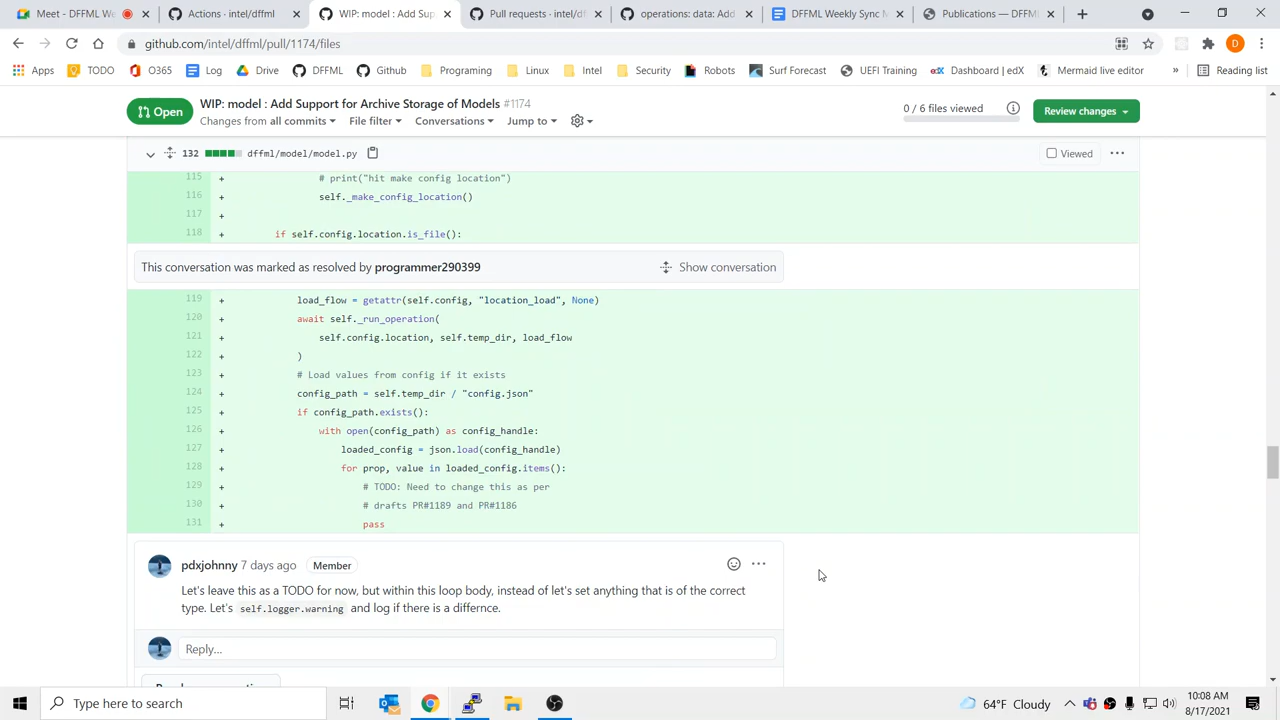 Meet - DFFML We
Actions · intel/dffml
WIP: model : Add Sup
Pull requests · intel/df
operations: data: Add
DFFML Weekly Sync M
Publications — DFFML
github.com/intel/dffml/pull/1174/files
D
Apps
TODO
O365
Log
Drive
DFFML
Github
Programing
Linux
Intel
Security
Robots
Surf Forecast
UEFI Training
edX
Dashboard | edX
Mermaid live editor
»
Reading list
Open
WIP: model : Add Support for Archive Storage of Models #1174
Changes from all commits
File filter
Conversations
Jump to
0 / 6 files viewed
Review changes
132 dffml/model/model.py
Viewed
115 + # print("hit make config location")
116 + self._make_config_location()
117 +
118 + if self.config.location.is_file():
This conversation was marked as resolved by programmer290399
Show conversation
119 + load_flow = getattr(self.config, "location_load", None)
120 + await self._run_operation(
121 + self.config.location, self.temp_dir, load_flow
122 + )
123 + # Load values from config if it exists
124 + config_path = self.temp_dir / "config.json"
125 + if config_path.exists():
126 + with open(config_path) as config_handle:
127 + loaded_config = json.load(config_handle)
128 + for prop, value in loaded_config.items():
129 + # TODO: Need to change this as per
130 + # drafts PR#1189 and PR#1186
131 + pass
pdxjohnny 7 days ago Member
Let's leave this as a TODO for now, but within this loop body, instead of let's set anything that is of the correct
type. Let's self.logger.warning and log if there is a differnce.
Reply...
Type here to search
64°F Cloudy
10:08 AM
8/17/2021